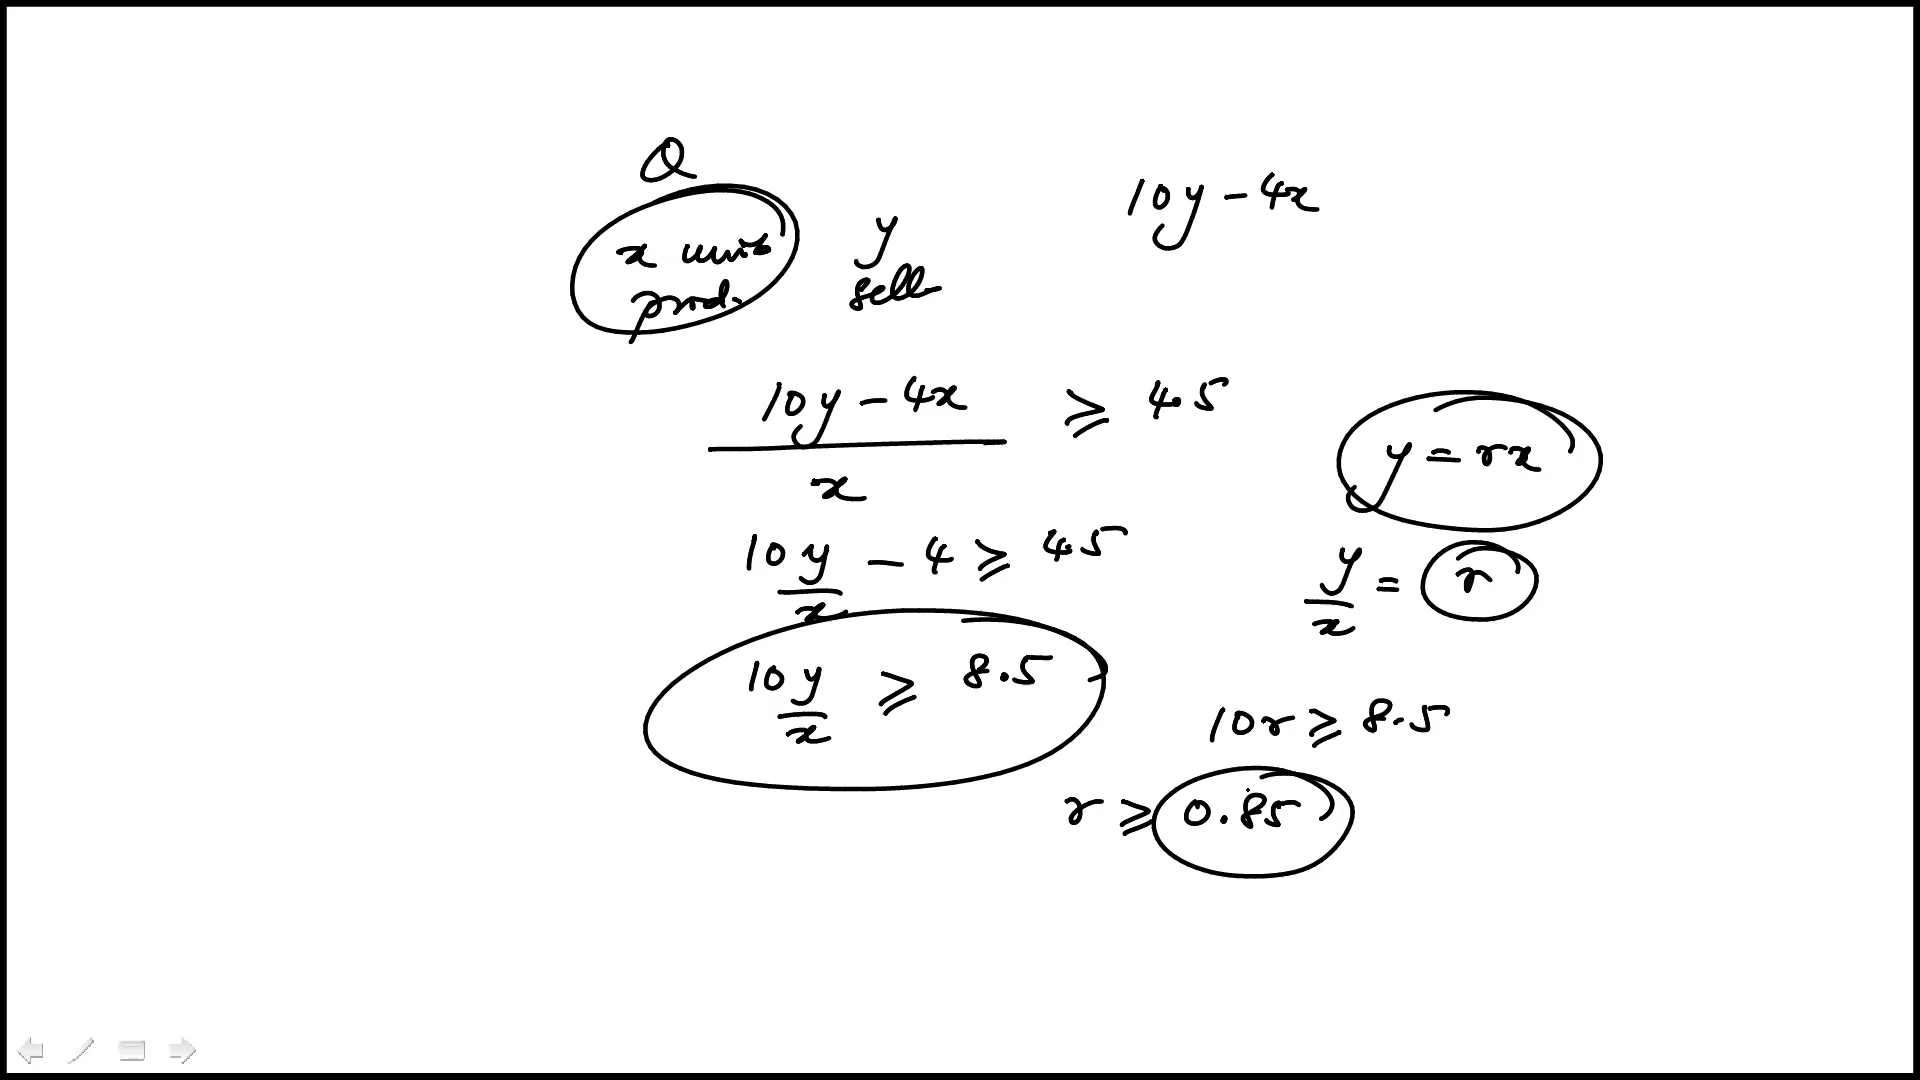 Q
x units y 10y - 4x
prod. sell
10y - 4x ≥ 4.5
x
y = rx
10y - 4 ≥ 4.5
x
y = r
x
10y ≥ 8.5
x
10r ≥ 8.5
r ≥ 0.85